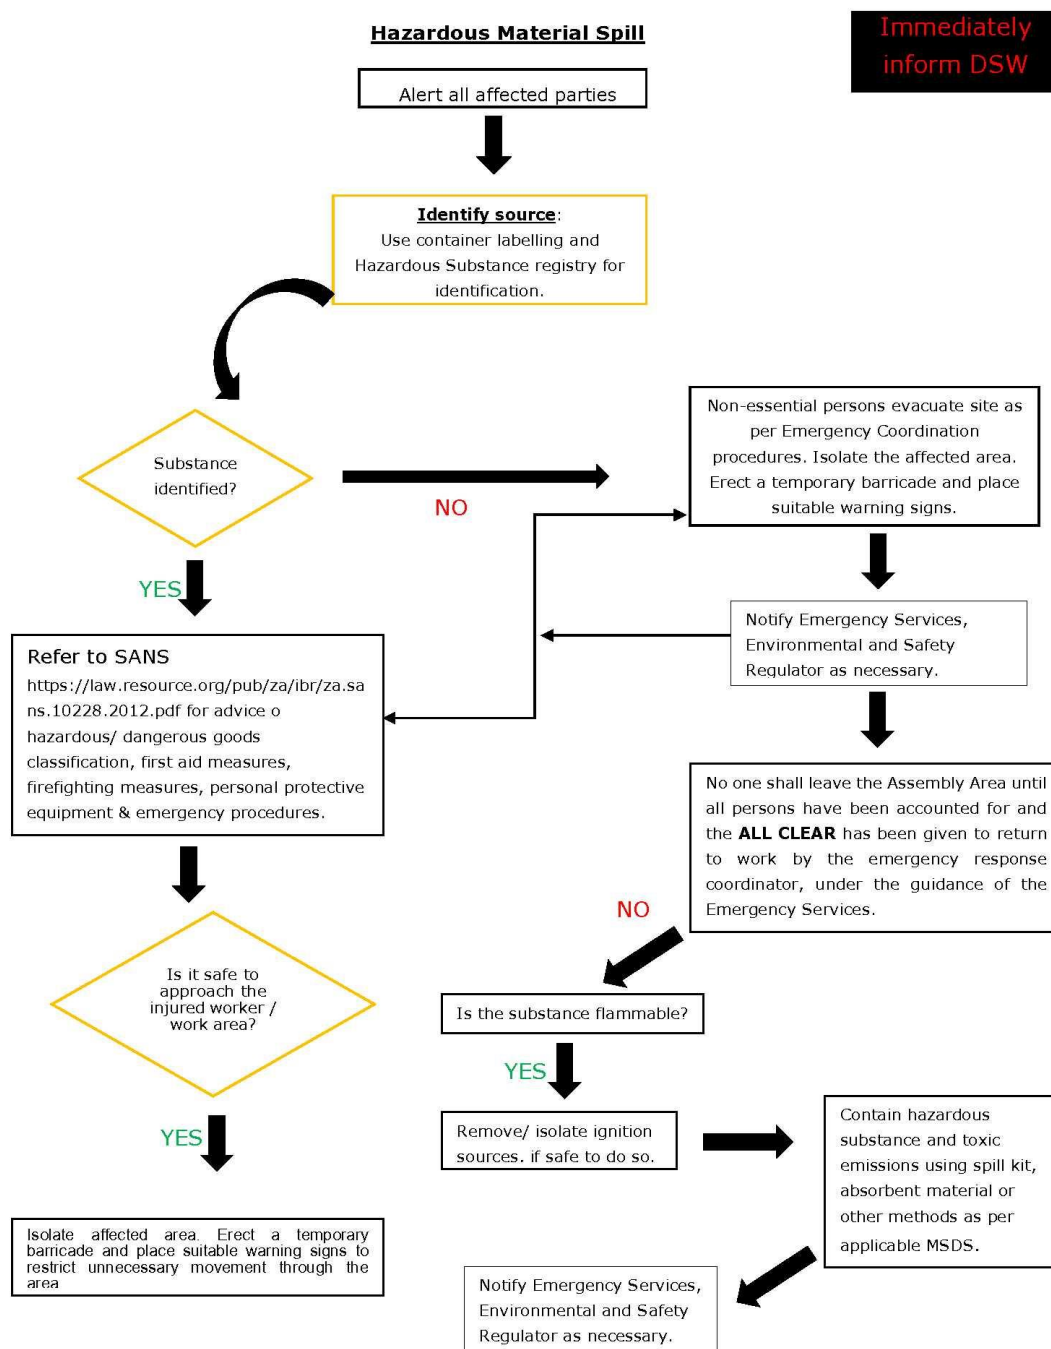 Hazardous Material Spill
Immediately
inform DSW
Alert all affected parties
Identify source:
Use container labelling and
Hazardous Substance registry for
identification.
Substance
identified?
NO
Non-essential persons evacuate site as
per Emergency Coordination
procedures. Isolate the affected area.
Erect a temporary barricade and place
suitable warning signs.
YES
Notify Emergency Services,
Environmental and Safety
Regulator as necessary.
Refer to SANS
https://law.resource.org/pub/za/ibr/za.sa
ns.10228.2012.pdf for advice o
hazardous/ dangerous goods
classification, first aid measures,
firefighting measures, personal protective
equipment & emergency procedures.
No one shall leave the Assembly Area until
all persons have been accounted for and
the ALL CLEAR has been given to return
to work by the emergency response
coordinator, under the guidance of the
Emergency Services.
NO
Is it safe to
approach the
injured worker /
work area?
Is the substance flammable?
YES
YES
Remove/ isolate ignition
sources. if safe to do so.
Contain hazardous
substance and toxic
emissions using spill kit,
absorbent material or
other methods as per
applicable MSDS.
Isolate affected area. Erect a temporary
barricade and place suitable warning signs to
restrict unnecessary movement through the
area
Notify Emergency Services,
Environmental and Safety
Regulator as necessary.